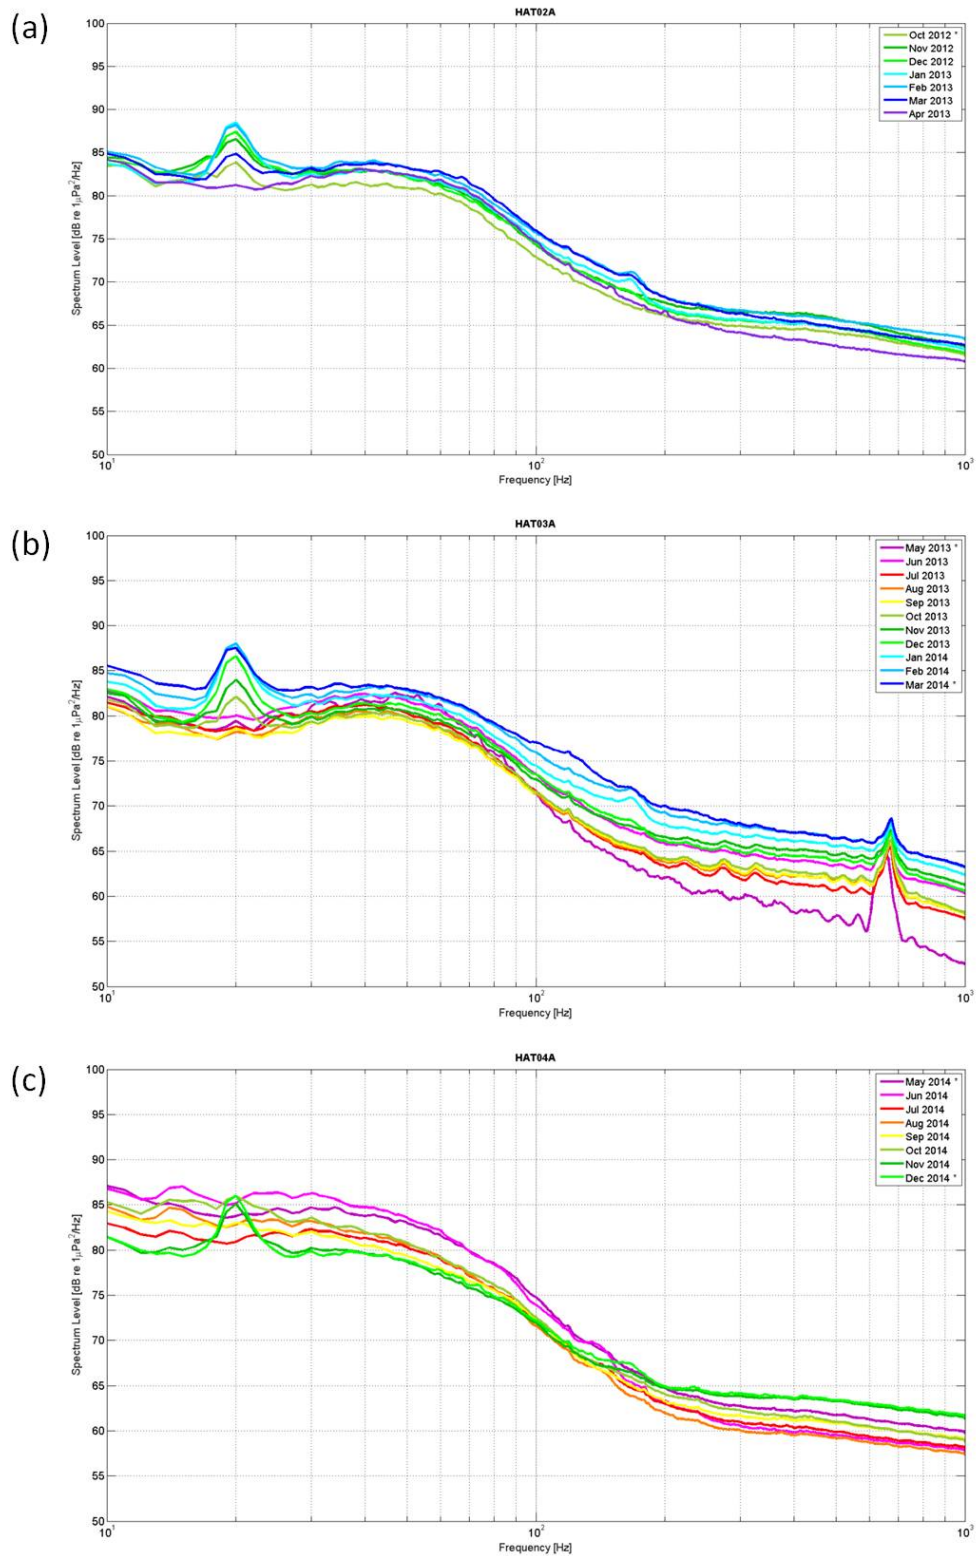 (a)
HAT02A
Spectrum Level [dB re 1μPa²/Hz]
100
95
90
85
80
75
70
65
60
55
50
10¹
10²
10³
Frequency [Hz]
Oct 2012 *
Nov 2012
Dec 2012
Jan 2013
Feb 2013
Mar 2013
Apr 2013
(b)
HAT03A
Spectrum Level [dB re 1μPa²/Hz]
100
95
90
85
80
75
70
65
60
55
50
10¹
10²
10³
Frequency [Hz]
May 2013 *
Jun 2013
Jul 2013
Aug 2013
Sep 2013
Oct 2013
Nov 2013
Dec 2013
Jan 2014
Feb 2014
Mar 2014 *
(c)
HAT04A
Spectrum Level [dB re 1μPa²/Hz]
100
95
90
85
80
75
70
65
60
55
50
10¹
10²
10³
Frequency [Hz]
May 2014 *
Jun 2014
Jul 2014
Aug 2014
Sep 2014
Oct 2014
Nov 2014
Dec 2014 *